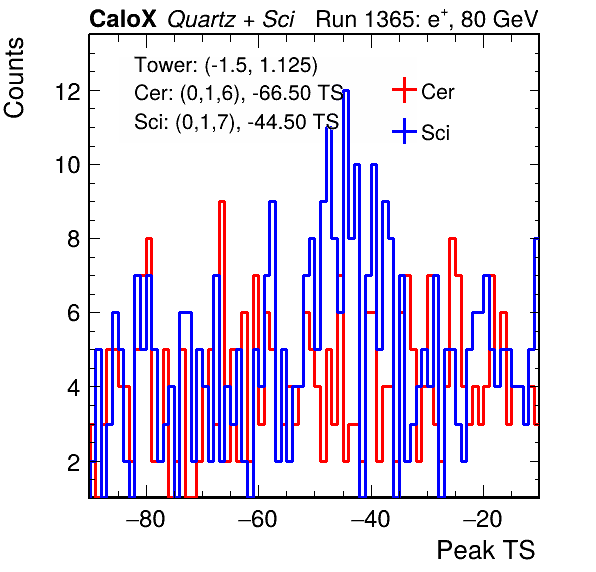 CaloX Quartz + Sci Run 1365: e⁺, 80 GeV
Counts
Tower: (-1.5, 1.125)
Cer: (0,1,6), -66.50 TS
Sci: (0,1,7), -44.50 TS
Cer
Sci
12
10
8
6
4
2
−80 −60 −40 −20
Peak TS